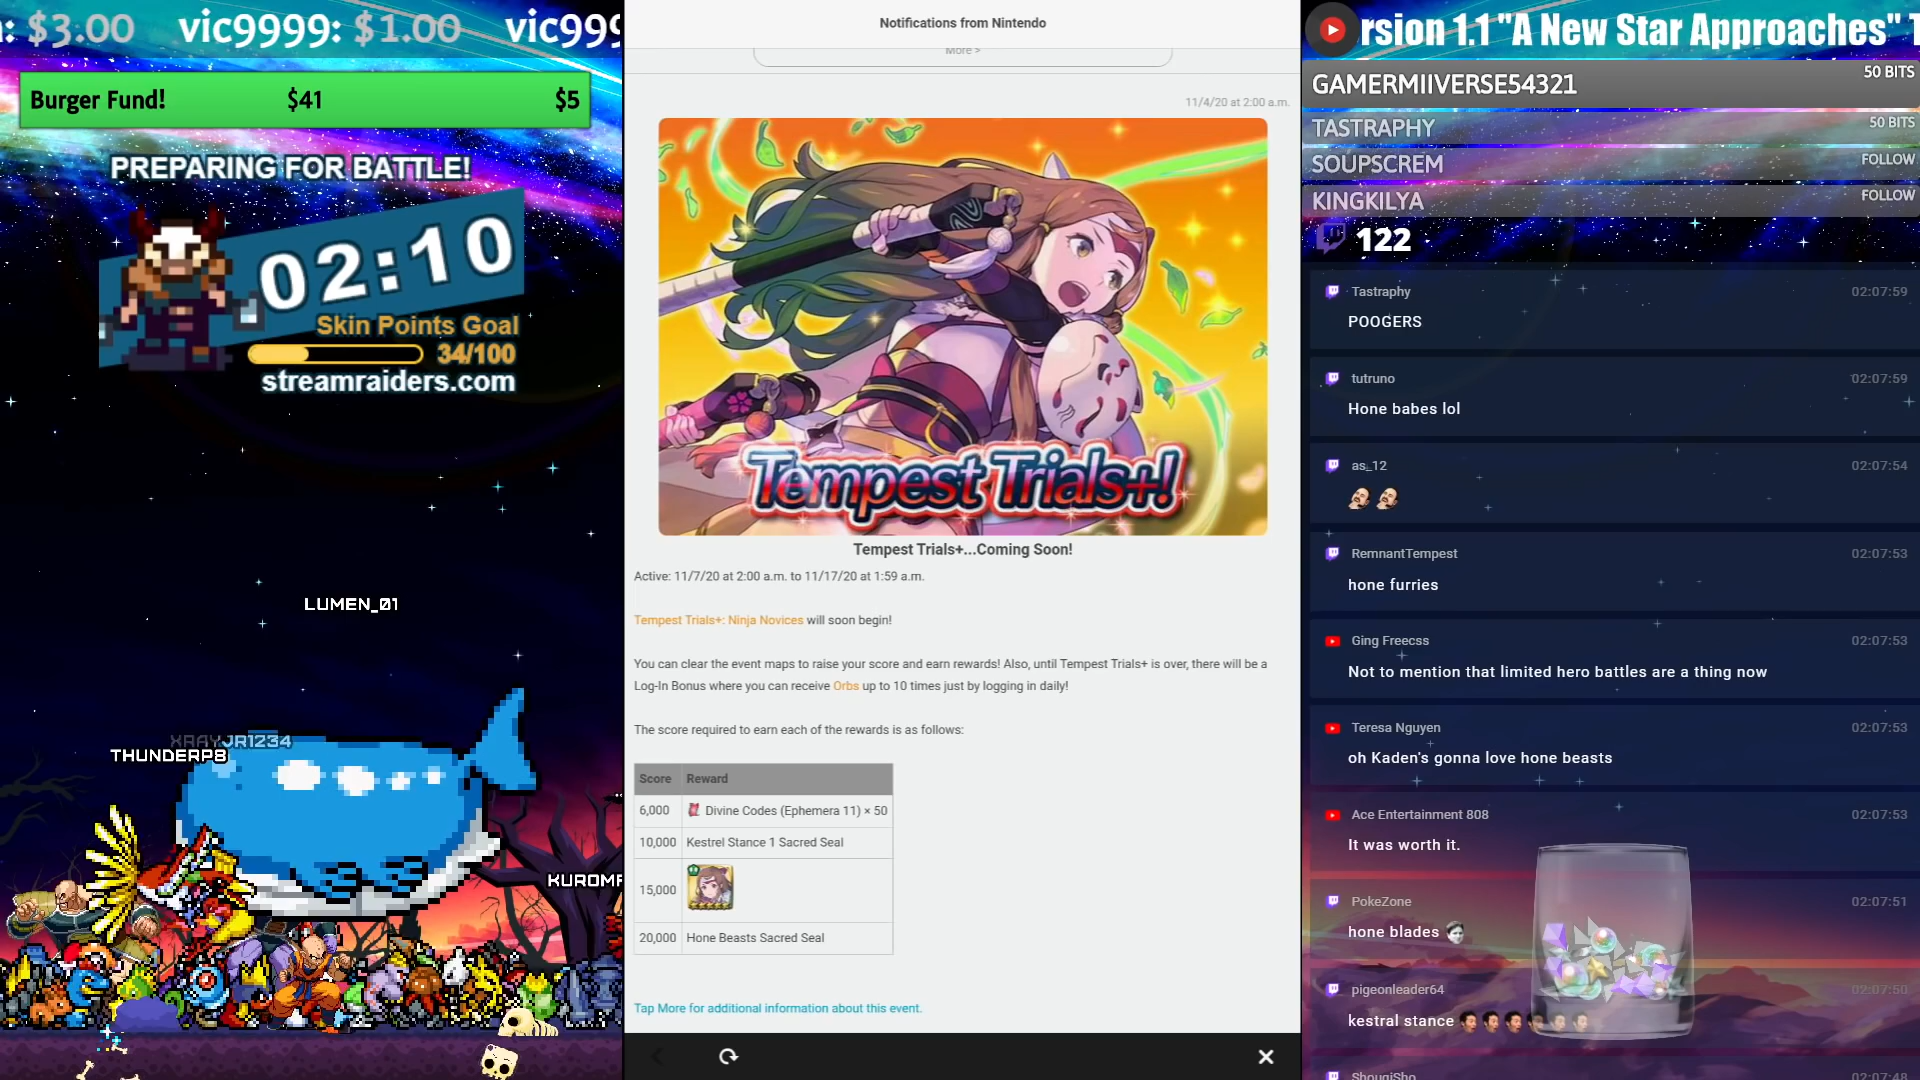 : $3.00 vic9999: $1.00 vic999
Burger Fund! $41 $5
PREPARING FOR BATTLE!
02:10
Skin Points Goal
34/100
streamraiders.com
LUMEN_01
XRAYJR1234
THUNDERP8
KUROMF
Notifications from Nintendo
More >
11/4/20 at 2:00 a.m.
Tempest Trials+!
Tempest Trials+...Coming Soon!
Active: 11/7/20 at 2:00 a.m. to 11/17/20 at 1:59 a.m.
Tempest Trials+: Ninja Novices will soon begin!
You can clear the event maps to raise your score and earn rewards! Also, until Tempest Trials+ is over, there will be a
Log-In Bonus where you can receive Orbs up to 10 times just by logging in daily!
The score required to earn each of the rewards is as follows:
Score Reward
6,000 Divine Codes (Ephemera 11) × 50
10,000 Kestrel Stance 1 Sacred Seal
15,000
20,000 Hone Beasts Sacred Seal
Tap More for additional information about this event.
rsion 1.1 "A New Star Approaches" T
GAMERMIIVERSE54321 50 BITS
TASTRAPHY 50 BITS
SOUPSCREM FOLLOW
KINGKILYA FOLLOW
122
Tastraphy 02:07:59
POOGERS
tutruno 02:07:59
Hone babes lol
as_12 02:07:54
RemnantTempest 02:07:53
hone furries
Ging Freecss 02:07:53
Not to mention that limited hero battles are a thing now
Teresa Nguyen 02:07:53
oh Kaden's gonna love hone beasts
Ace Entertainment 808 02:07:53
It was worth it.
PokeZone 02:07:51
hone blades
pigeonleader64 02:07:50
kestral stance
ShougiSho 02:07:48